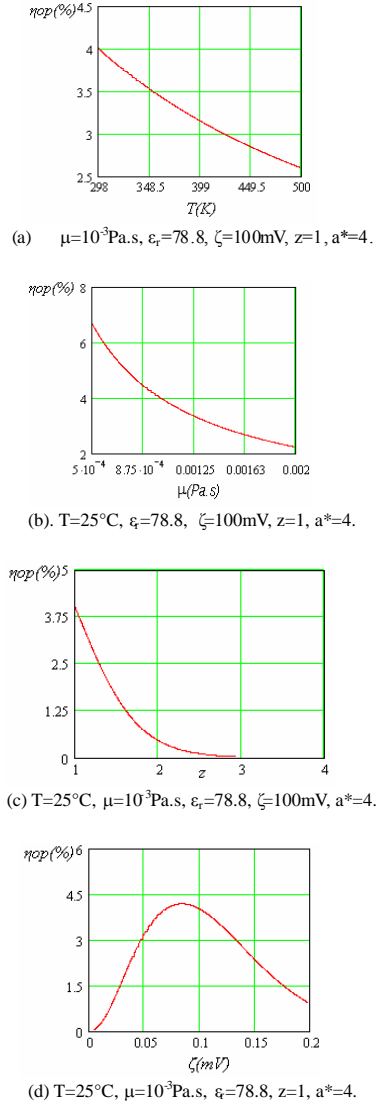 ηop(%)
4.5
4
3.5
3
2.5
298 348.5 399 449.5 500
T(K)
(a) μ=10⁻³Pa.s, εr=78.8, ζ=100mV, z=1, a*=4.
ηop(%)
8
6
4
2
5·10⁻⁴ 8.75·10⁻⁴ 0.00125 0.00163 0.002
μ(Pa.s)
(b). T=25°C, εr=78.8, ζ=100mV, z=1, a*=4.
ηop(%)
5
3.75
2.5
1.25
0
1 2 3 4
z
(c) T=25°C, μ=10⁻³Pa.s, εr=78.8, ζ=100mV, a*=4.
ηop(%)
6
4.5
3
1.5
0
0 0.05 0.1 0.15 0.2
ζ(mV)
(d) T=25°C, μ=10⁻³Pa.s, εr=78.8, z=1, a*=4.